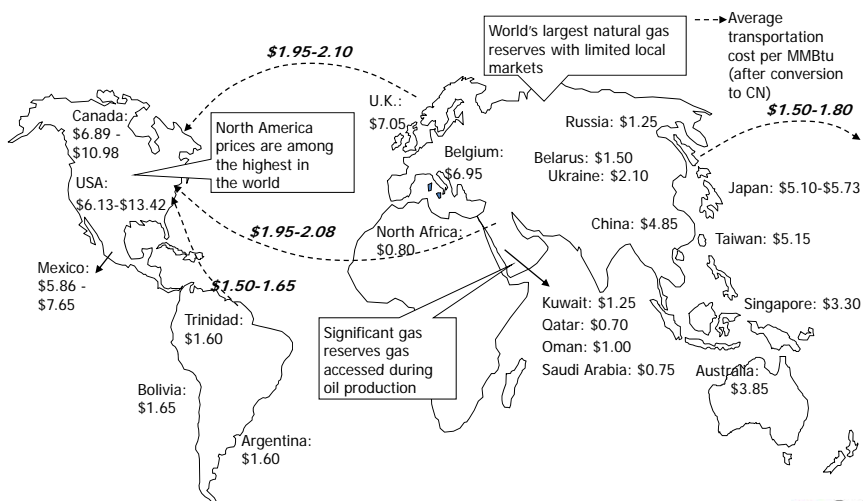 $1.95-2.10
World's largest natural gas
reserves with limited local
markets
Average
transportation
cost per MMBtu
(after conversion
to CN)
$1.50-1.80
Canada:
$6.89 -
$10.98
North America
prices are among
the highest in
the world
U.K.:
$7.05
Russia: $1.25
Belgium:
$6.95
Belarus: $1.50
Ukraine: $2.10
USA:
$6.13-$13.42
Japan: $5.10-$5.73
$1.95-2.08
North Africa:
$0.80
China: $4.85
Taiwan: $5.15
Mexico:
$5.86 -
$7.65
$1.50-1.65
Trinidad:
$1.60
Significant gas
reserves gas
accessed during
oil production
Kuwait: $1.25
Qatar: $0.70
Oman: $1.00
Saudi Arabia: $0.75
Singapore: $3.30
Australia:
$3.85
Bolivia:
$1.65
Argentina:
$1.60